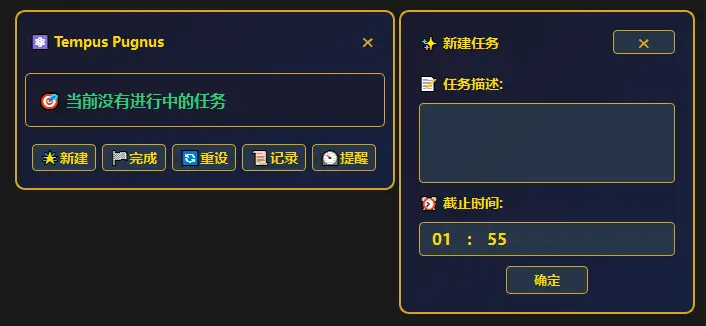 Tempus Pugnus
当前没有进行中的任务
新建 完成 重设 记录 提醒
新建任务
任务描述:
截止时间:
01 : 55
确定